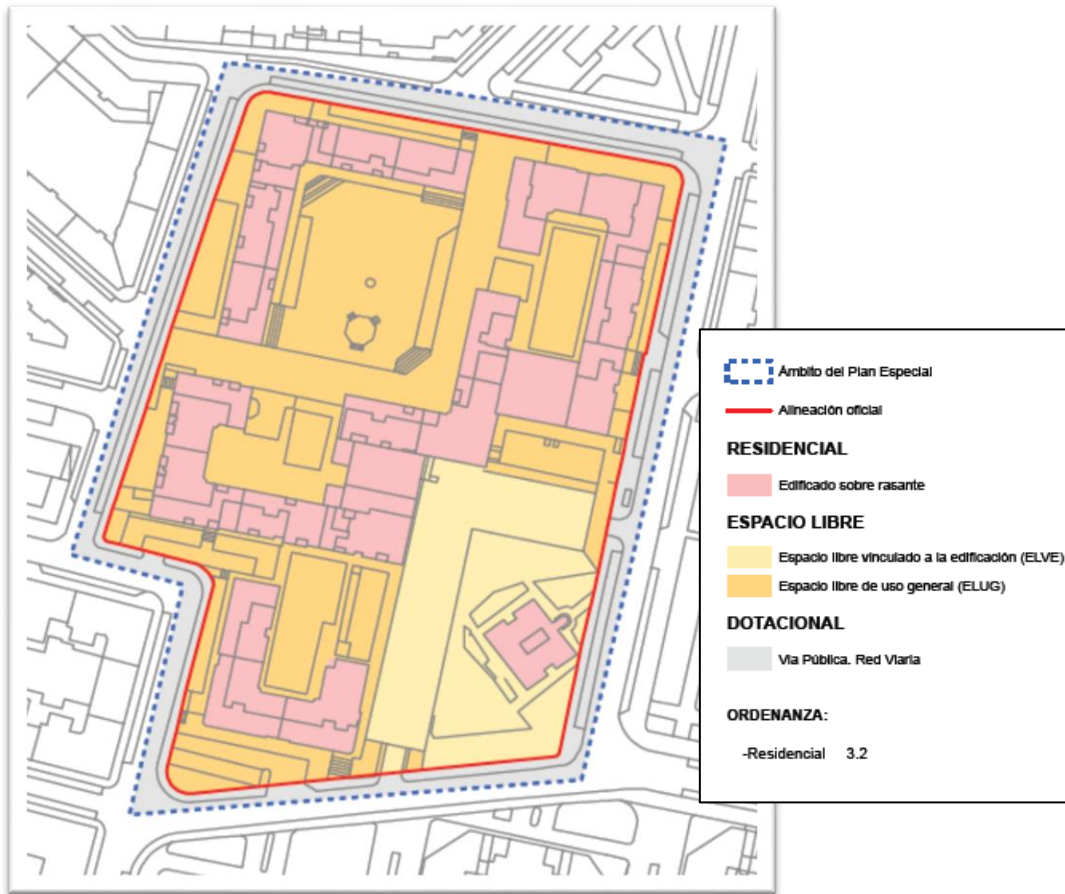 Ámbito del Plan Especial
Alineación oficial
RESIDENCIAL
Edificado sobre rasante
ESPACIO LIBRE
Espacio libre vinculado a la edificación (ELVE)
Espacio libre de uso general (ELUG)
DOTACIONAL
Vía Pública. Red Viaria
ORDENANZA:
-Residencial 3.2